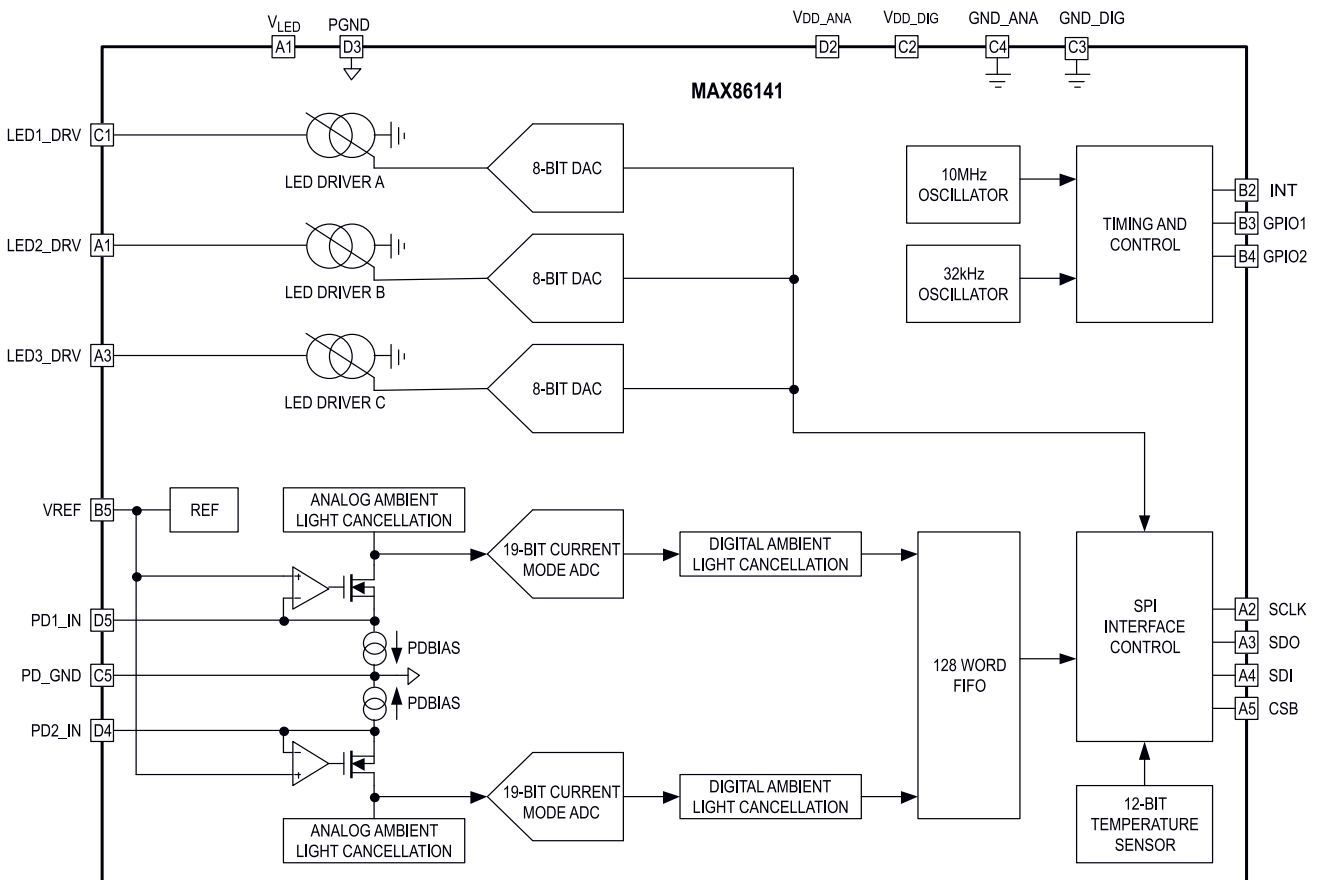 VLED
PGND
VDD_ANA
VDD_DIG
GND_ANA
GND_DIG
A1
D3
D2
C2
C4
C3
MAX86141
LED1_DRV
C1
LED DRIVER A
8-BIT DAC
10MHz
OSCILLATOR
TIMING AND
CONTROL
B2
INT
B3
GPIO1
B4
GPIO2
LED2_DRV
A1
LED DRIVER B
8-BIT DAC
32kHz
OSCILLATOR
LED3_DRV
A3
LED DRIVER C
8-BIT DAC
VREF
B5
REF
ANALOG AMBIENT
LIGHT CANCELLATION
19-BIT CURRENT
MODE ADC
DIGITAL AMBIENT
LIGHT CANCELLATION
+
-
PD1_IN
D5
PDBIAS
PD_GND
C5
PDBIAS
PD2_IN
D4
-
+
128 WORD
FIFO
SPI
INTERFACE
CONTROL
A2
SCLK
A3
SDO
A4
SDI
A5
CSB
19-BIT CURRENT
MODE ADC
DIGITAL AMBIENT
LIGHT CANCELLATION
ANALOG AMBIENT
LIGHT CANCELLATION
12-BIT
TEMPERATURE
SENSOR